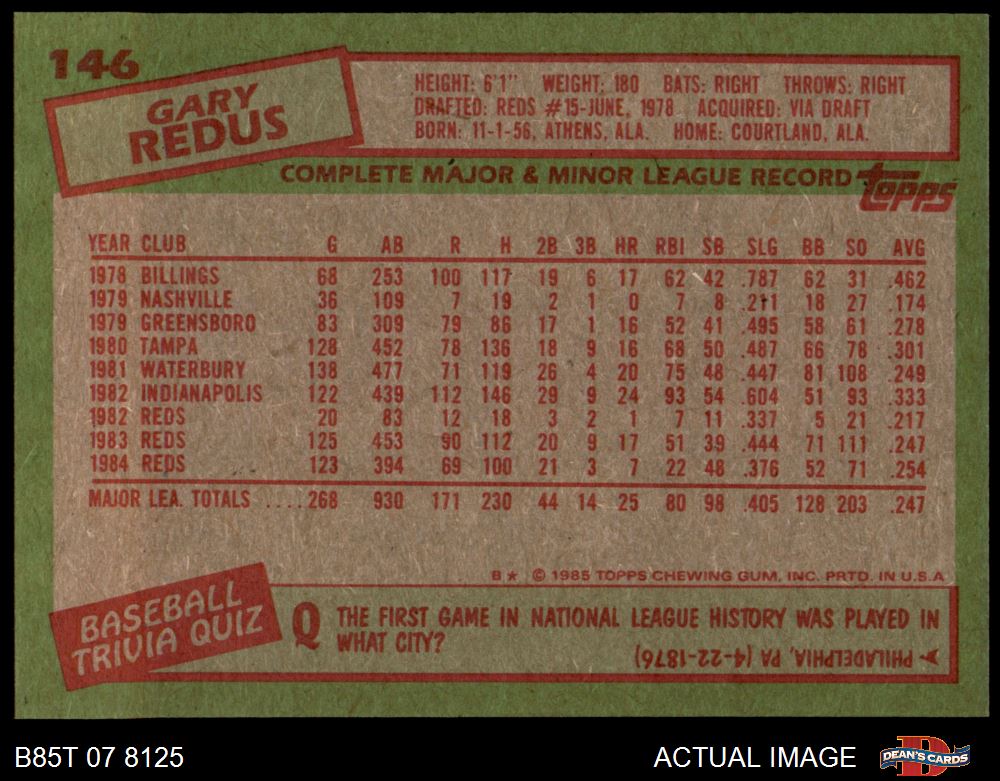 146
GARY
REDUS
HEIGHT: 6'1" WEIGHT: 180 BATS: RIGHT THROWS: RIGHT
DRAFTED: REDS #15-JUNE, 1978 ACQUIRED: VIA DRAFT
BORN: 11-1-56, ATHENS, ALA. HOME: COURTLAND, ALA.
COMPLETE MAJOR & MINOR LEAGUE RECORD topps
YEAR CLUB G AB R H 2B 3B HR RBI SB SLG BB SO AVG
1978 BILLINGS 68 253 100 117 19 6 17 62 42 .787 62 31 .462
1979 NASHVILLE 36 109 7 19 2 1 0 7 8 .211 18 27 .174
1979 GREENSBORO 83 309 79 86 17 1 16 52 41 .495 58 61 .278
1980 TAMPA 128 452 78 136 18 9 16 68 50 .487 66 78 .301
1981 WATERBURY 138 477 71 119 26 4 20 75 48 .447 81 108 .249
1982 INDIANAPOLIS 122 439 112 146 29 9 24 93 54 .604 51 93 .333
1982 REDS 20 83 12 18 3 2 1 7 11 .337 5 21 .217
1983 REDS 125 453 90 112 20 9 17 51 39 .444 71 111 .247
1984 REDS 123 394 69 100 21 3 7 22 48 .376 52 71 .254
MAJOR LEA. TOTALS ....268 930 171 230 44 14 25 80 98 .405 128 203 .247
B★ © 1985 TOPPS CHEWING GUM, INC. PRTD. IN U.S.A
BASEBALL
TRIVIA QUIZ
Q THE FIRST GAME IN NATIONAL LEAGUE HISTORY WAS PLAYED IN
WHAT CITY?
PHILADELPHIA, PA (4-22-1876)
B85T 07 8125
ACTUAL IMAGE
D
DEAN'S CARDS